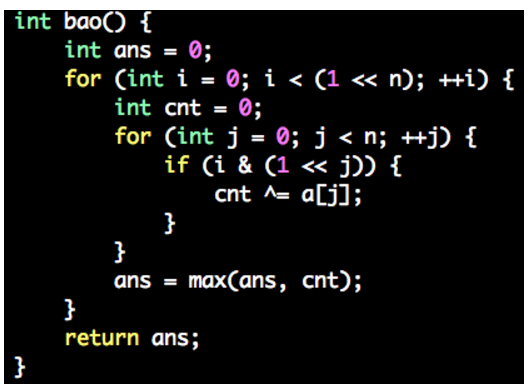 int bao() {
    int ans = 0;
    for (int i = 0; i < (1 << n); ++i) {
        int cnt = 0;
        for (int j = 0; j < n; ++j) {
            if (i & (1 << j)) {
                cnt ^= a[j];
            }
        }
        ans = max(ans, cnt);
    }
    return ans;
}